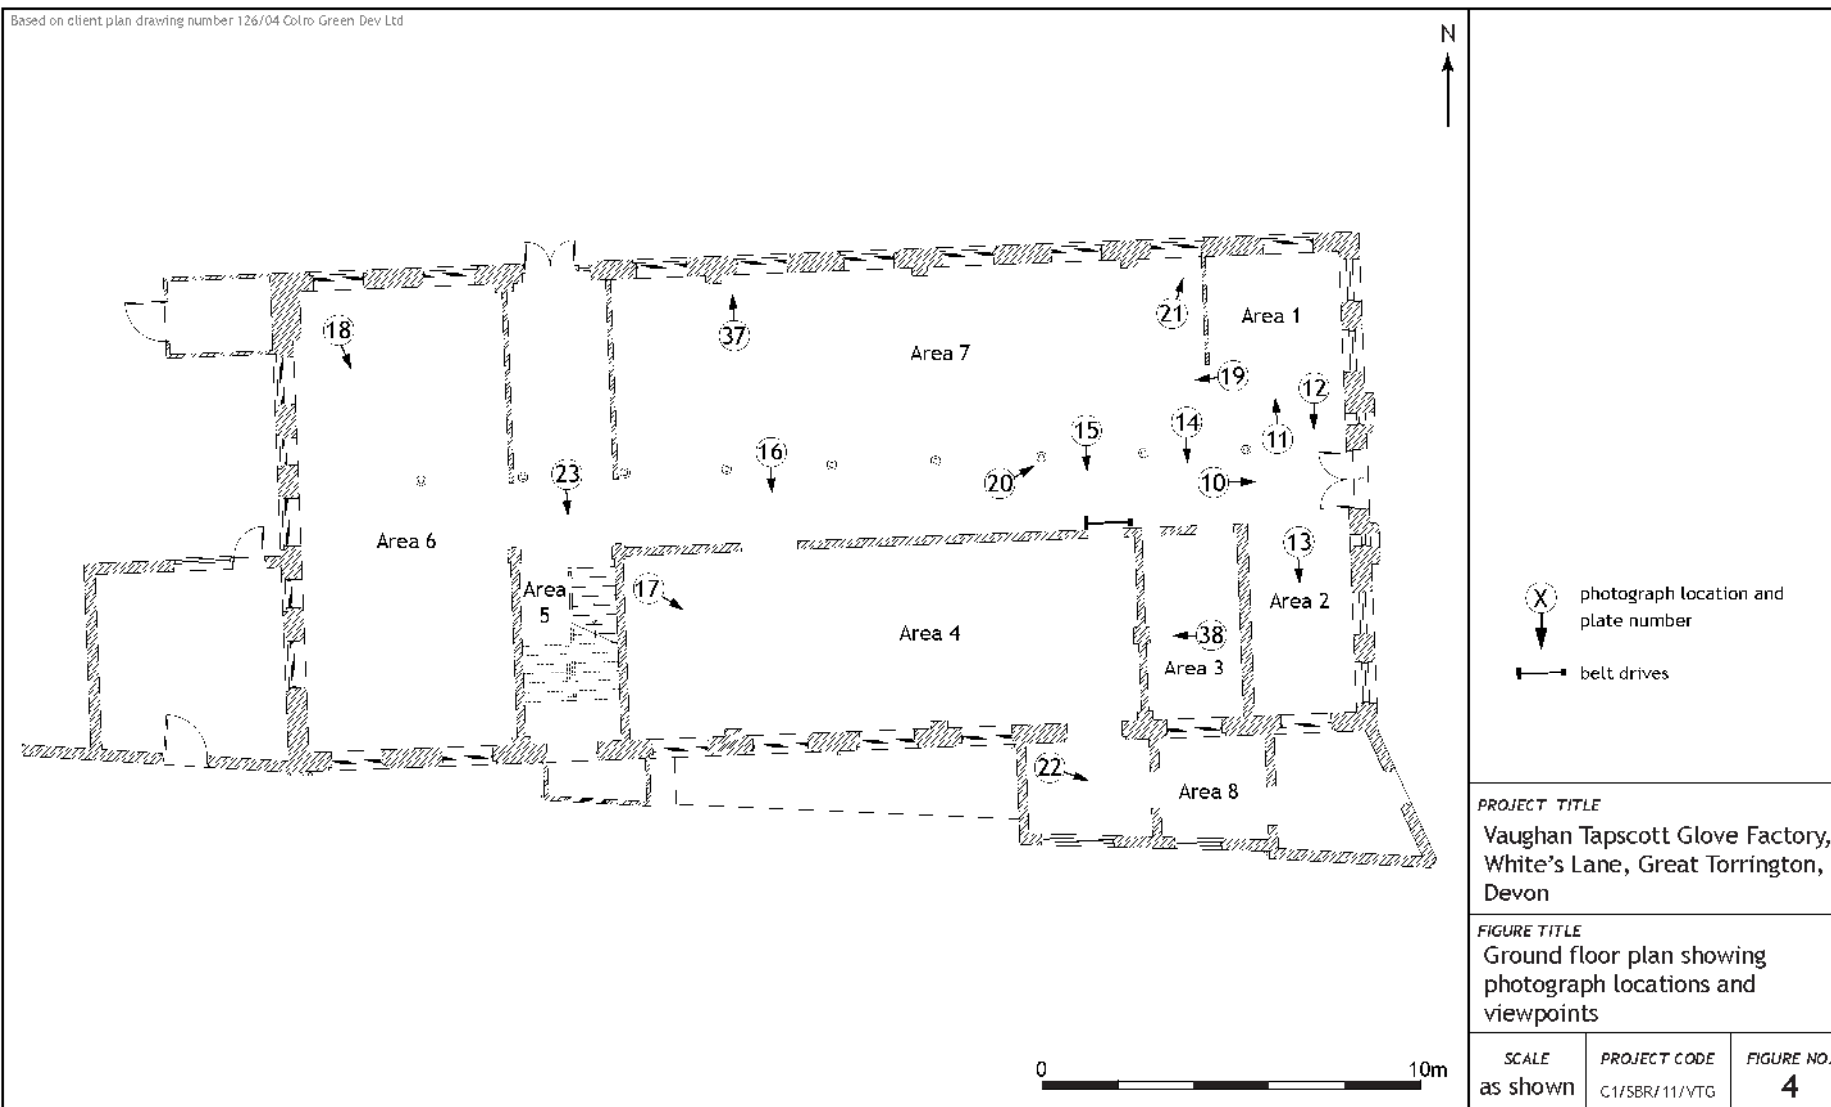 Based on client plan drawing number 126/04 Colro Green Dev Ltd
N
18
37
21
Area 1
Area 7
19
12
15
14
11
16
23
20
10
Area 6
13
Area
5
17
Area 2
Area 4
38
Area 3
22
Area 8
X
photograph location and
plate number
belt drives
0
10m
PROJECT TITLE
Vaughan Tapscott Glove Factory,
White's Lane, Great Torrington,
Devon
FIGURE TITLE
Ground floor plan showing
photograph locations and
viewpoints
SCALE
as shown
PROJECT CODE
C1/SBR/11/VTG
FIGURE NO.
4